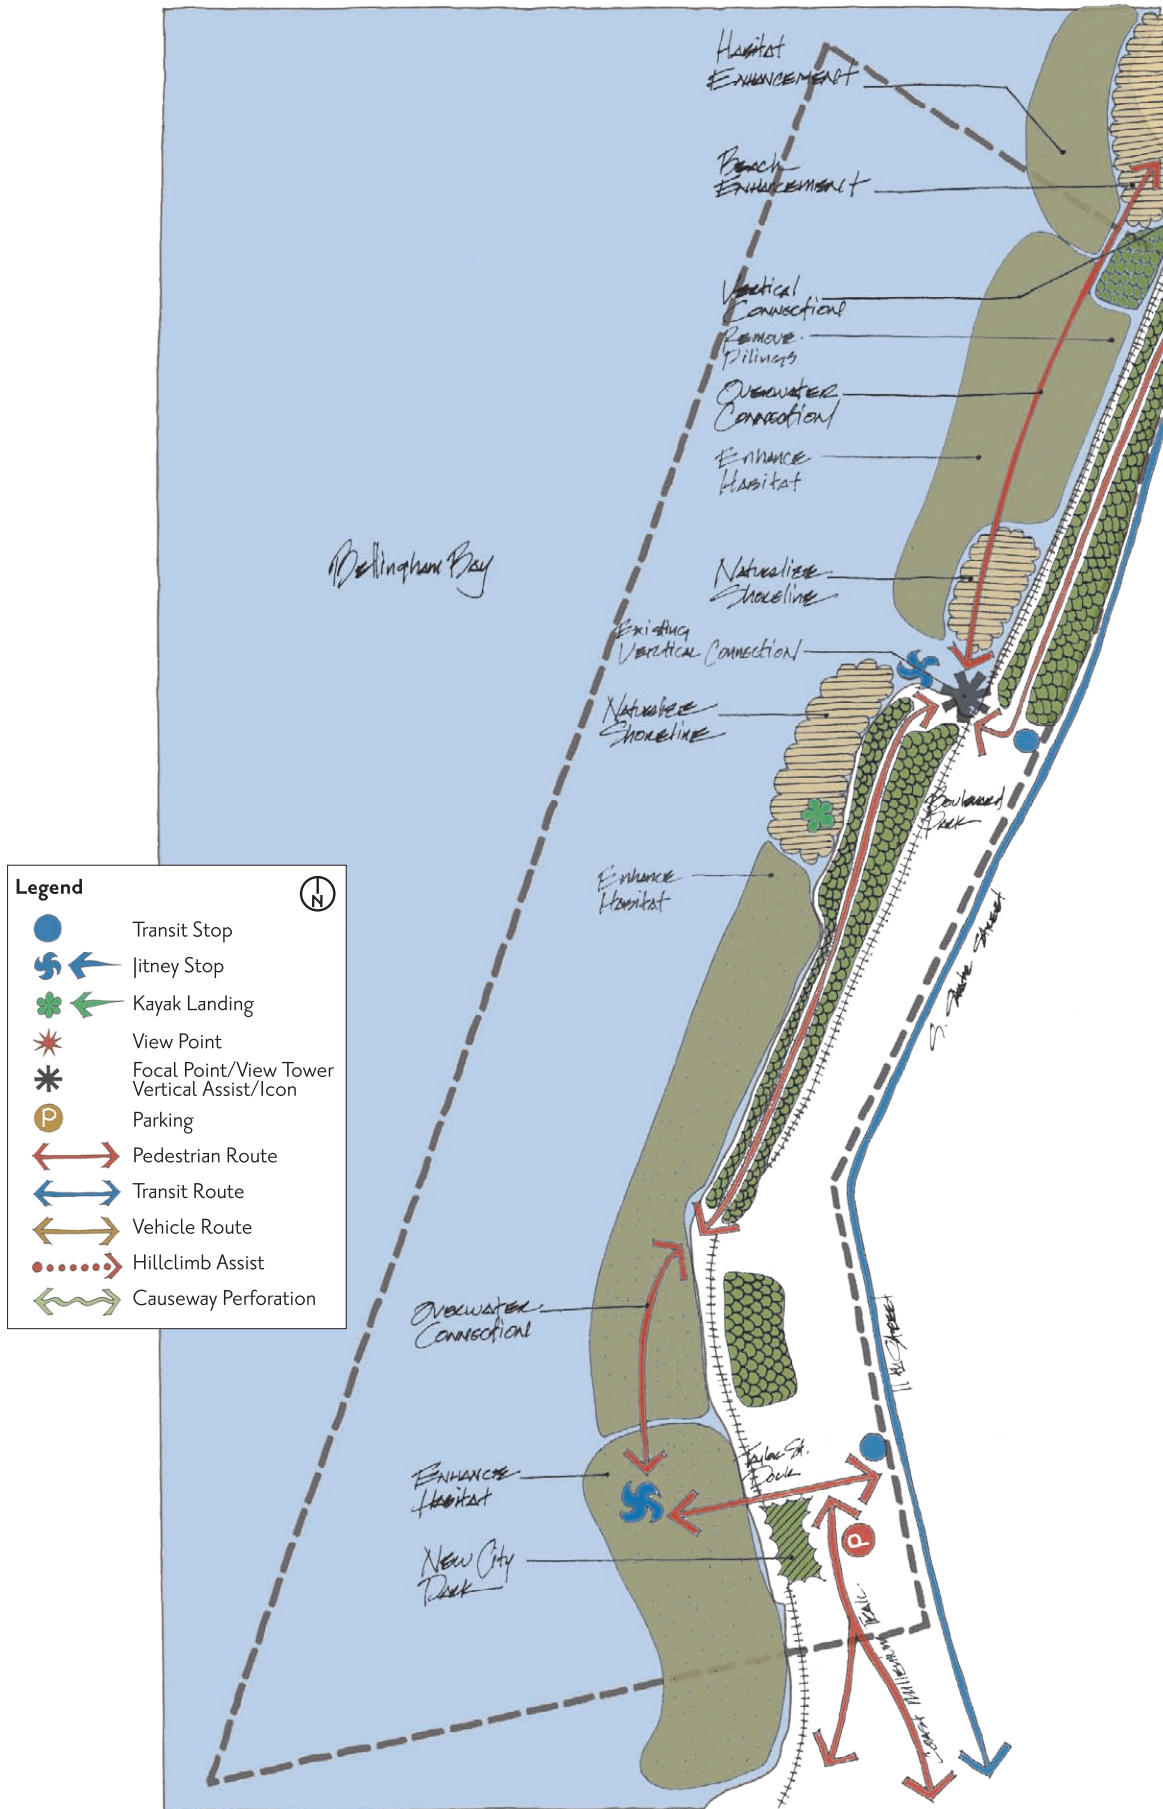 Habitat
Enhancement
Beach
Enhancement
Vertical
Connection
Remove
Pilings
Overwater
Connection
Enhance
Habitat
Bellingham Bay
Naturalize
Shoreline
Existing
Vertical Connection
Naturalize
Shoreline
Boulevard
Park
Enhance
Habitat
S. State Street
Legend
N
Transit Stop
Jitney Stop
Kayak Landing
View Point
Focal Point/View Tower
Vertical Assist/Icon
P
Parking
Pedestrian Route
Transit Route
Vehicle Route
Hillclimb Assist
Causeway Perforation
Overwater
Connection
11th Street
Taylor St.
Dock
Enhance
Habitat
P
New City
Park
Coast Millennium Trail